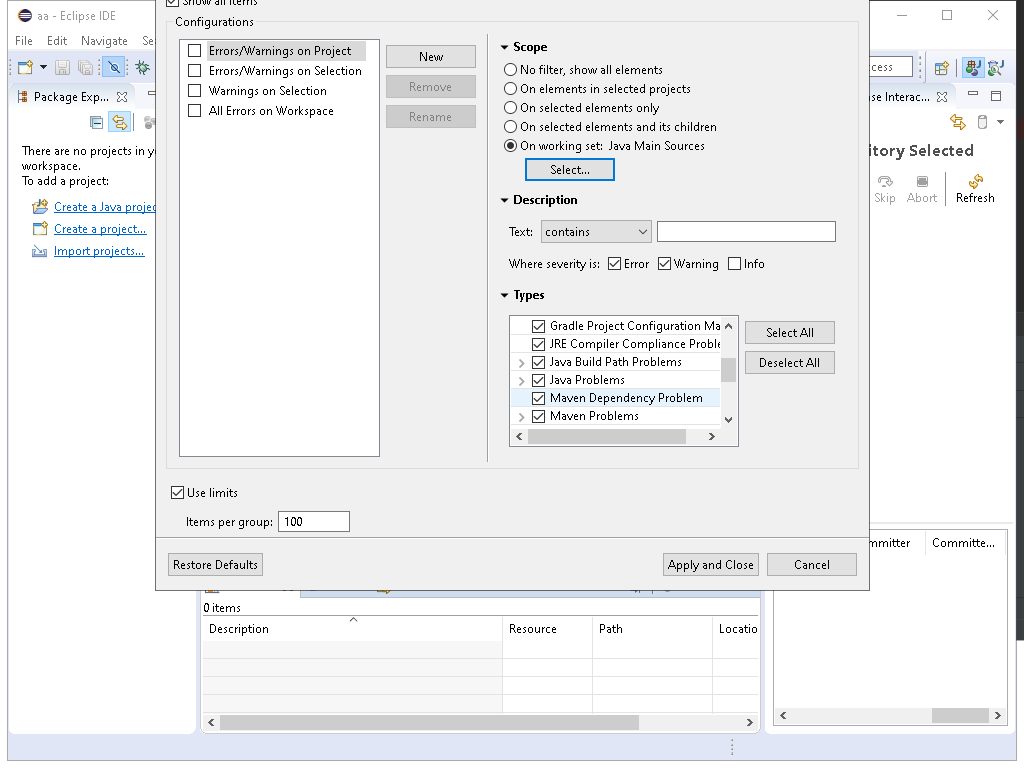 aa - Eclipse IDE
Show all items
File Edit Navigate Se
Configurations
Errors/Warnings on Project
Errors/Warnings on Selection
Warnings on Selection
All Errors on Workspace
New
Remove
Rename
Scope
No filter, show all elements
On elements in selected projects
On selected elements only
On selected elements and its children
On working set: Java Main Sources
Select...
Description
Text: contains
Where severity is: Error Warning Info
Types
Gradle Project Configuration Ma
JRE Compiler Compliance Proble
Java Build Path Problems
Java Problems
Maven Dependency Problem
Maven Problems
Select All
Deselect All
Use limits
Items per group: 100
Restore Defaults
Apply and Close
Cancel
Package Exp...
There are no projects in y
workspace.
To add a project:
Create a Java projec
Create a project...
Import projects...
cess
se Interac...
itory Selected
Skip Abort Refresh
mmitter Committe...
0 items
Description Resource Path Locatio